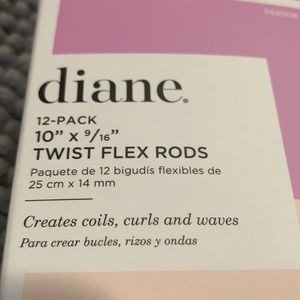 diane.
12-PACK
10" x 9/16"
TWIST FLEX RODS
Paquete de 12 bigudís flexibles de
25 cm x 14 mm
Creates coils, curls and waves
Para crear bucles, rizos y ondas